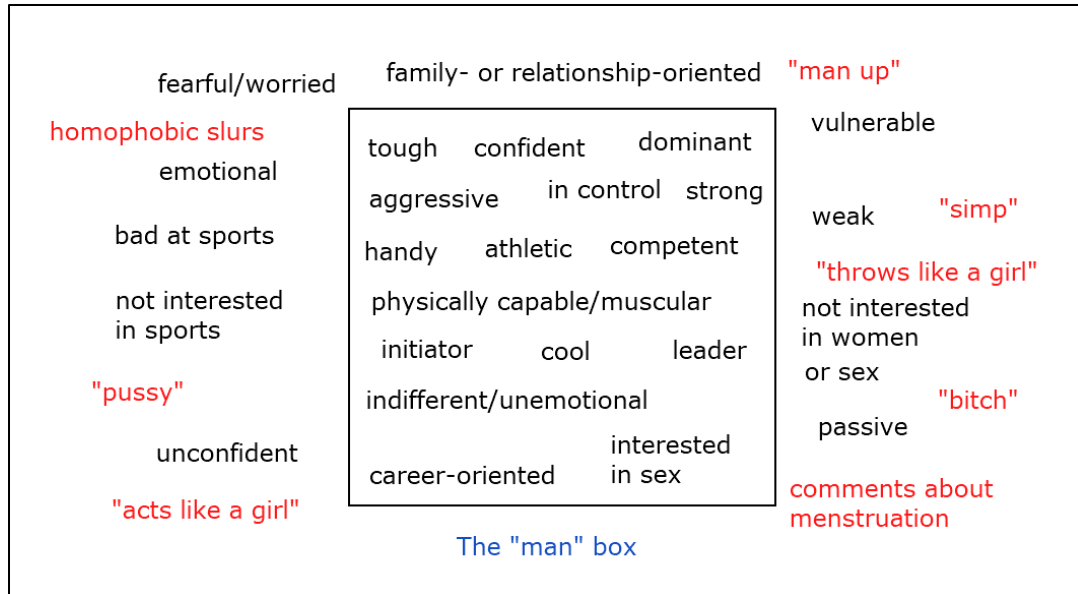 family- or relationship-oriented
"man up"
fearful/worried
homophobic slurs
vulnerable
emotional
tough confident dominant
aggressive in control strong
weak "simp"
bad at sports
handy athletic competent
"throws like a girl"
not interested
in sports
physically capable/muscular
not interested
in women
or sex
initiator cool leader
"pussy"
indifferent/unemotional
"bitch"
passive
unconfident
career-oriented
interested
in sex
"acts like a girl"
comments about
menstruation
The "man" box